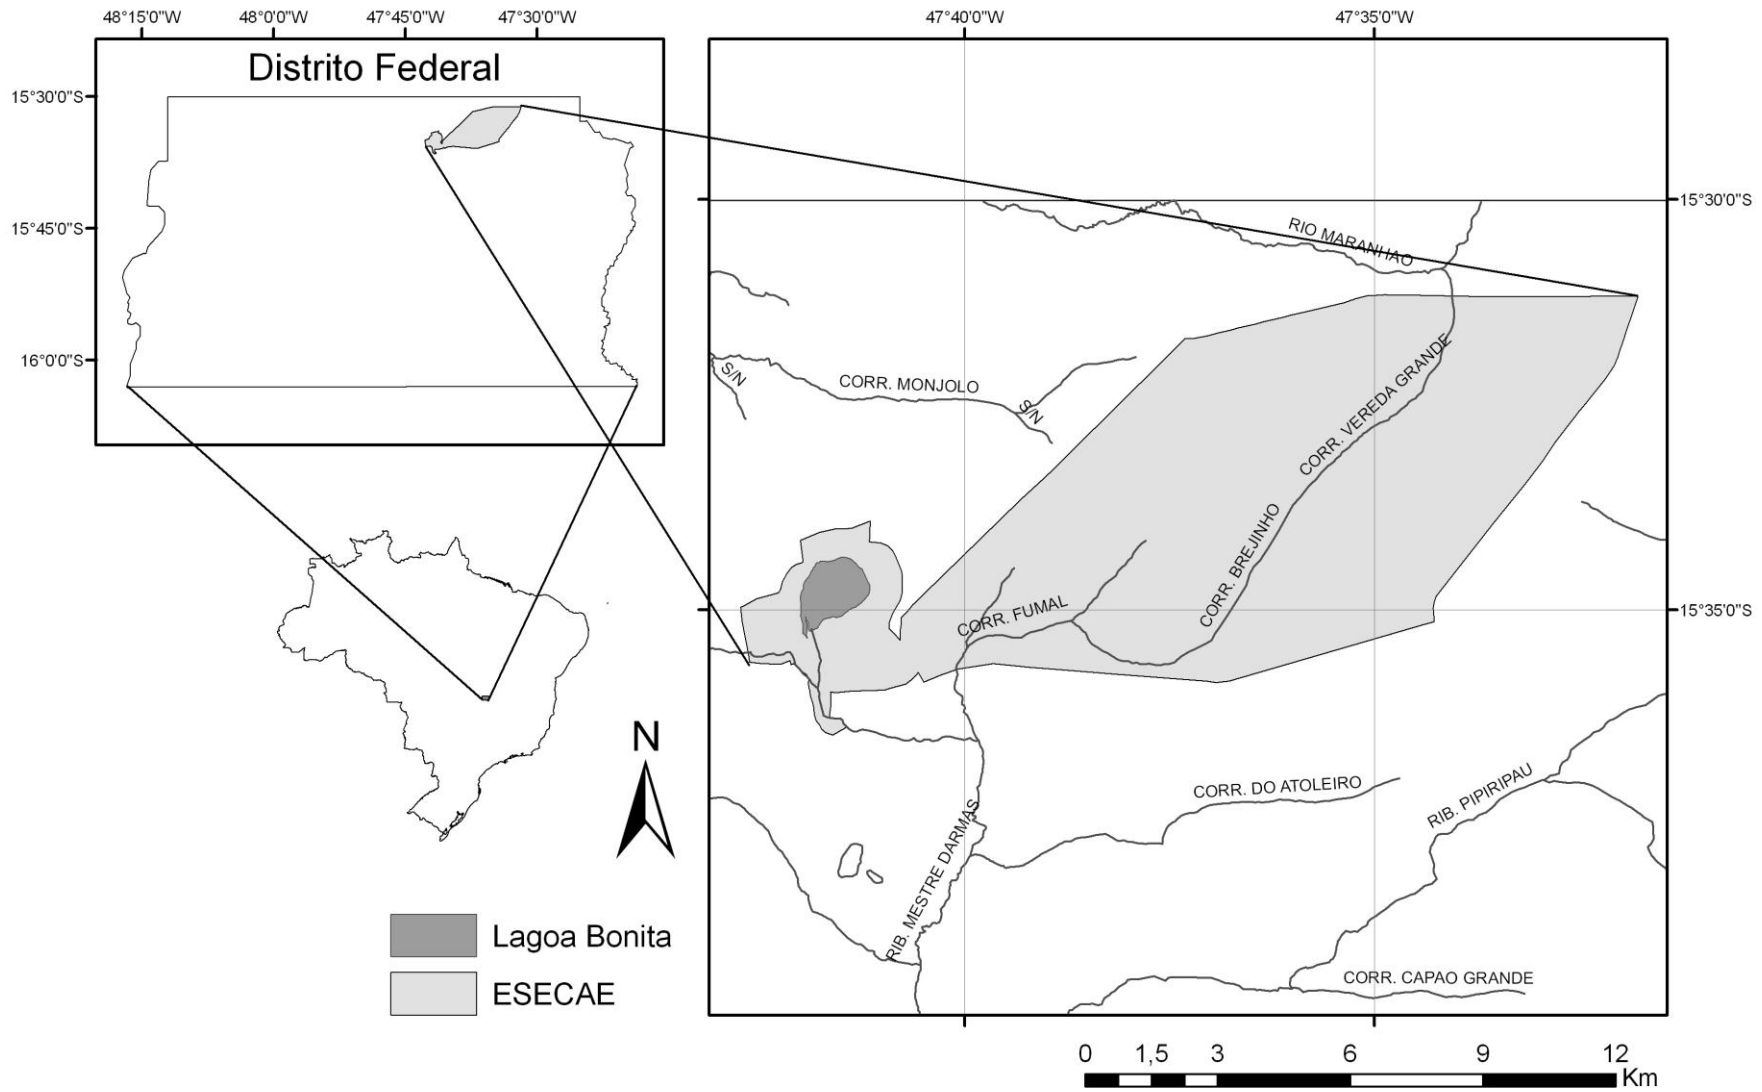 48°15'0"W 48°0'0"W 47°45'0"W 47°30'0"W
47°40'0"W 47°35'0"W
Distrito Federal
15°30'0"S
15°45'0"S
16°0'0"S
15°30'0"S
15°35'0"S
RIO MARANHAO
CORR. MONJOLO
S/N
S/N
CORR. VEREDA GRANDE
CORR. BREJINHO
CORR. FUMAL
CORR. DO ATOLEIRO
RIB. PIPIRIPAU
RIB. MESTRE DARMAS
CORR. CAPAO GRANDE
N
Lagoa Bonita
ESECAE
0 1,5 3 6 9 12
Km